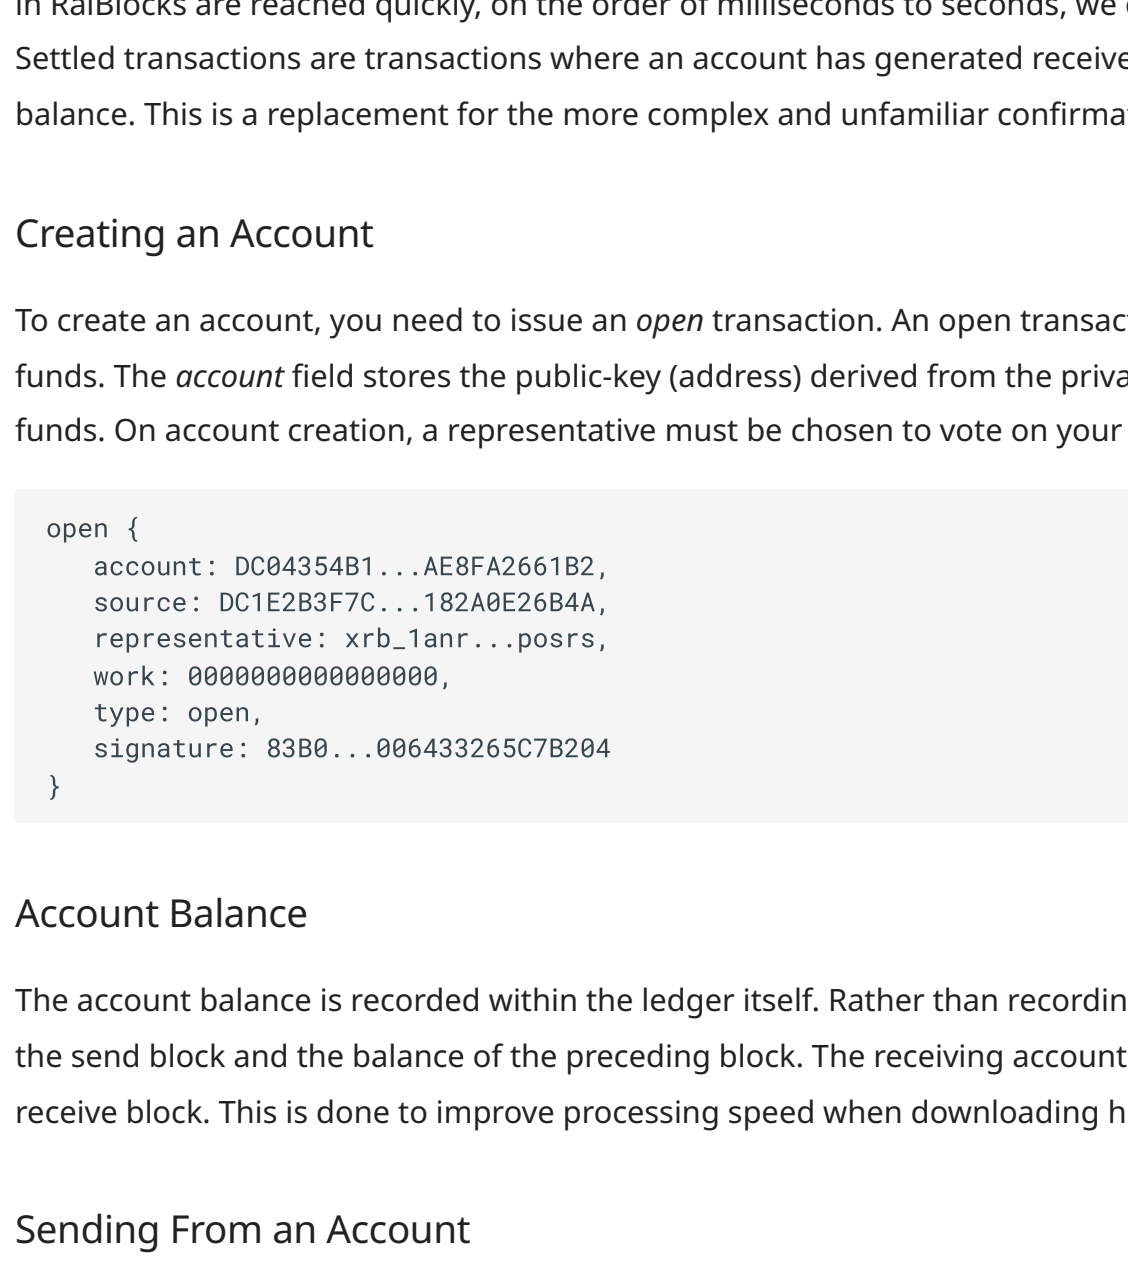 in RaiBlocks are reached quickly, on the order of milliseconds to seconds, we
Settled transactions are transactions where an account has generated receive
balance. This is a replacement for the more complex and unfamiliar confirmat
Creating an Account
To create an account, you need to issue an open transaction. An open transact
funds. The account field stores the public-key (address) derived from the priva
funds. On account creation, a representative must be chosen to vote on your
open {
account: DC04354B1...AE8FA2661B2,
source: DC1E2B3F7C...182A0E26B4A,
representative: xrb_1anr...posrs,
work: 0000000000000000,
type: open,
signature: 83B0...006433265C7B204
}
Account Balance
The account balance is recorded within the ledger itself. Rather than recordin
the send block and the balance of the preceding block. The receiving account
receive block. This is done to improve processing speed when downloading h
Sending From an Account